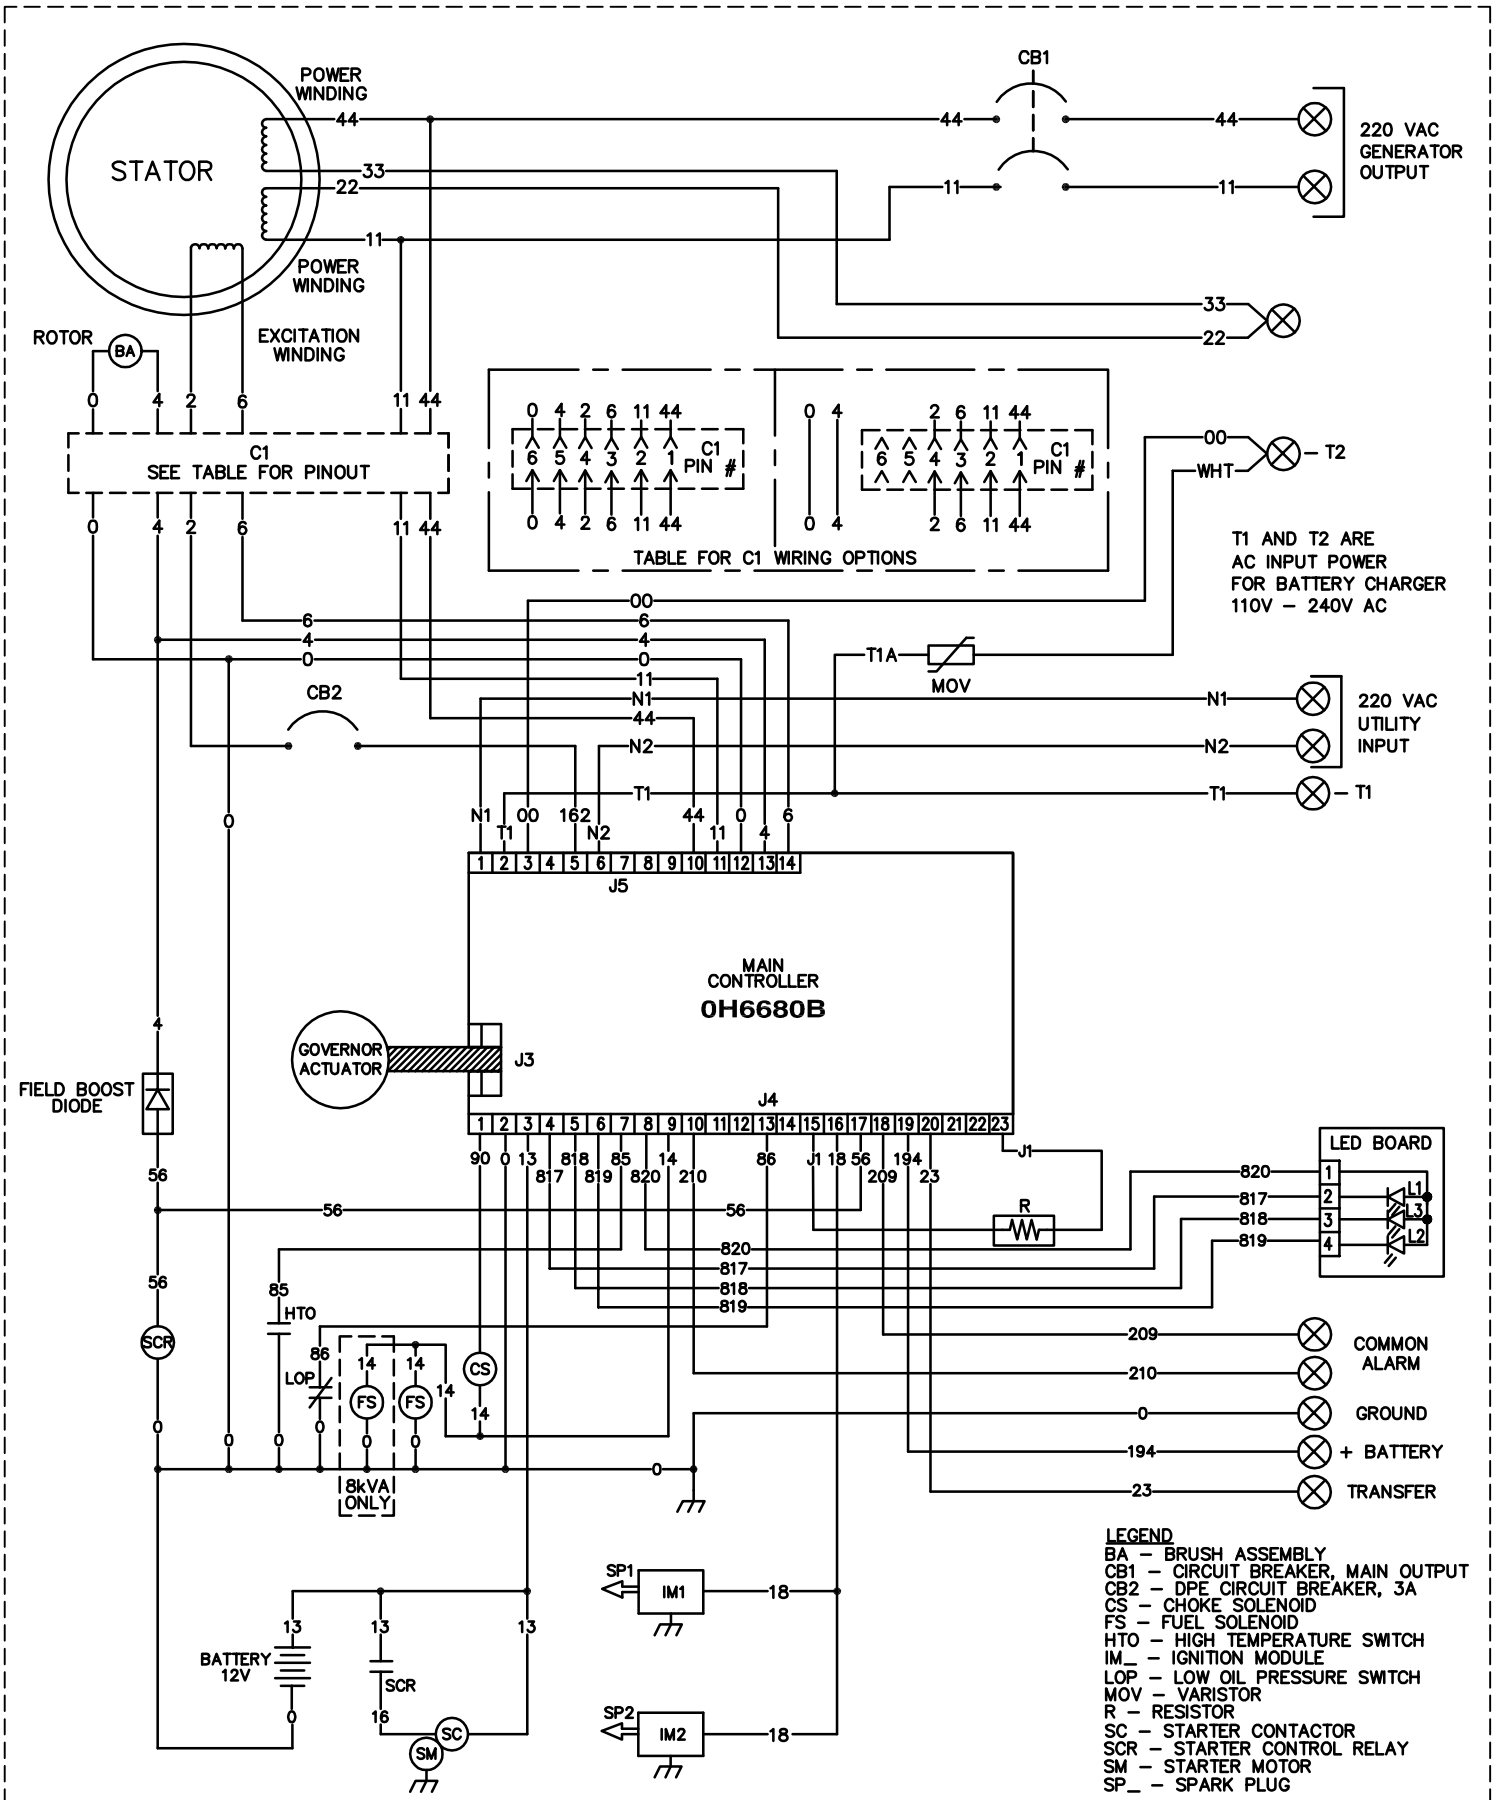 CB1
POWER
WINDING
44 44 44
220 VAC
GENERATOR
OUTPUT
STATOR
33
22
11 11
11
POWER
WINDING
33
22
ROTOR
BA
EXCITATION
WINDING
0 4 2 6 11 44
C1
SEE TABLE FOR PINOUT
0 4 2 6 11 44
0 4 2 6 11 44
6 5 4 3 2 1
C1
PIN #
0 4 2 6 11 44
0 4 2 6 11 44
6 5 4 3 2 1
C1
PIN #
0 4 2 6 11 44
TABLE FOR C1 WIRING OPTIONS
00
WHT
— T2
T1 AND T2 ARE
AC INPUT POWER
FOR BATTERY CHARGER
110V — 240V AC
00
6 6
4 4
0 0
11
T1A
MOV
CB2
N1 N1
44
N2 N2
220 VAC
UTILITY
INPUT
T1 T1
— T1
0
N1 00 162 44 0 6
T1 N2 11 4
1 2 3 4 5 6 7 8 9 10 11 12 13 14
J5
MAIN
CONTROLLER
0H6680B
4
GOVERNOR
ACTUATOR
J3
FIELD BOOST
DIODE
J4
1 2 3 4 5 6 7 8 9 10 11 12 13 14 15 16 17 18 19 20 21 22 23
90 0 13 818 85 14 86 J1 18 56 194 J1
817 819 820 210 209 23
56
LED BOARD
820 1
817 2 L1
818 3 L3
819 4 L2
56 56
R
820
817
818
819
56
85
HTO
SCR
86
LOP
14 14
14
FS FS
CS
14
0 0 0 0 0 0
0
8kVA
ONLY
209
210
COMMON
ALARM
0 GROUND
194 + BATTERY
23 TRANSFER
13 13 13
BATTERY
12V
SCR
0 16
SC
SM
SP1
IM1
18
SP2
IM2
18
LEGEND
BA — BRUSH ASSEMBLY
CB1 — CIRCUIT BREAKER, MAIN OUTPUT
CB2 — DPE CIRCUIT BREAKER, 3A
CS — CHOKE SOLENOID
FS — FUEL SOLENOID
HTO — HIGH TEMPERATURE SWITCH
IM_ — IGNITION MODULE
LOP — LOW OIL PRESSURE SWITCH
MOV — VARISTOR
R — RESISTOR
SC — STARTER CONTACTOR
SCR — STARTER CONTROL RELAY
SM — STARTER MOTOR
SP_ — SPARK PLUG